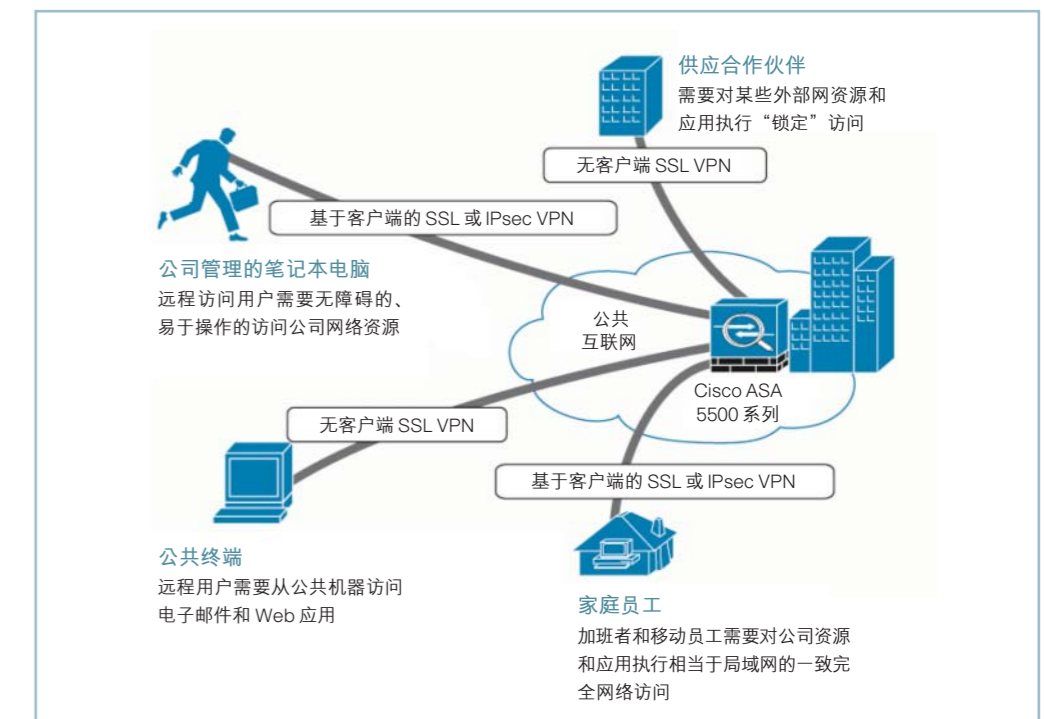 供应合作伙伴
需要对某些外部网资源和
应用执行“锁定”访问
无客户端 SSL VPN
基于客户端的 SSL 或 IPsec VPN
公司管理的笔记本电脑
远程访问用户需要无障碍的、
易于操作的访问公司网络资源
公共
互联网
Cisco ASA
5500 系列
无客户端 SSL VPN
基于客户端的 SSL 或 IPsec VPN
公共终端
远程用户需要从公共机器访问
电子邮件和 Web 应用
家庭员工
加班者和移动员工需要对公司资源
和应用执行相当于局域网的一致完
全网络访问